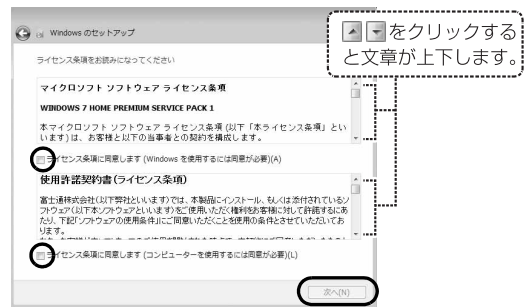 Windows のセットアップ
▲ ▼ をクリックする
と文章が上下します。
ライセンス条項をお読みになってください
マイクロソフト ソフトウェア ライセンス条項
WINDOWS 7 HOME PREMIUM SERVICE PACK 1
本マイクロソフト ソフトウェア ライセンス条項 (以下「本ライセンス条項」とい
います) は、お客様と以下の当事者との契約を構成します。
ライセンス条項に同意します (Windows を使用するには同意が必要)(A)
使用許諾契約書(ライセンス条項)
富士通株式会社(以下弊社といいます)では、本製品にインストール、もしくは添付されているソ
フトウェア(以下本ソフトウェアといいます)をご使用いただく権利をお客様に対して許諾するにあ
たり、下記「ソフトウェアの使用条件」にご同意いただくことを使用の条件とさせていただいてお
ります。
ライセンス条項に同意します (コンピューターを使用するには同意が必要)(L)
次へ(N)